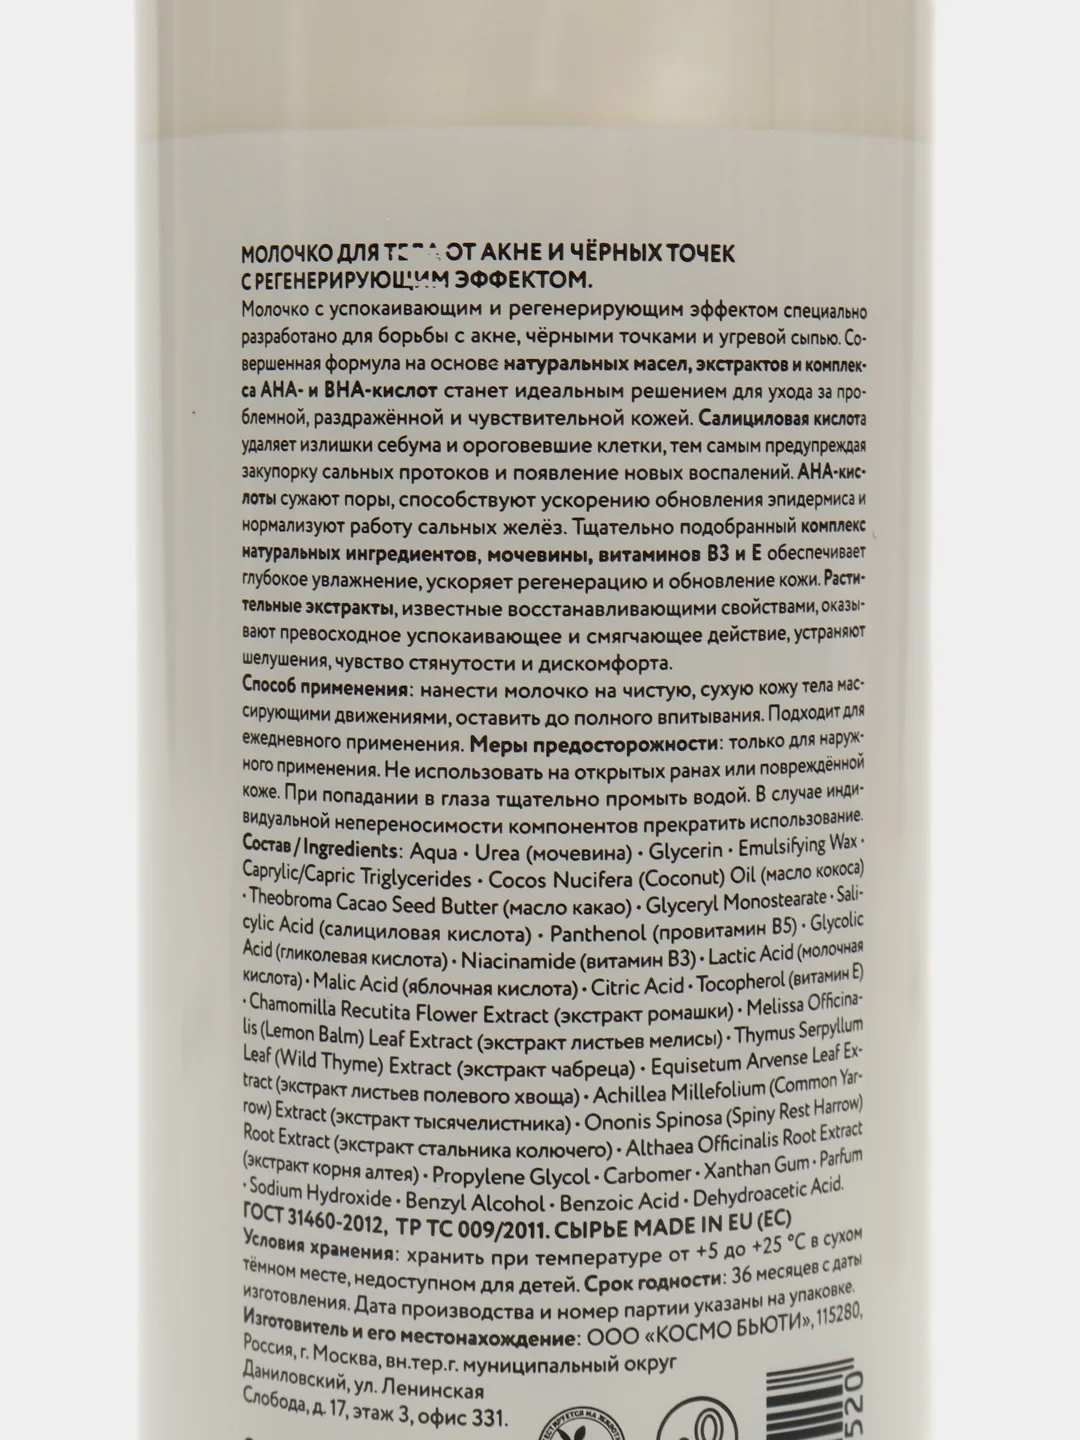 МОЛОЧКО ДЛЯ ТЕЛА ОТ АКНЕ И ЧЁРНЫХ ТОЧЕК
С РЕГЕНЕРИРУЮЩИМ ЭФФЕКТОМ.
Молочко с успокаивающим и регенерирующим эффектом специально
разработано для борьбы с акне, чёрными точками и угревой сыпью. Со-
вершенная формула на основе натуральных масел, экстрактов и комплек-
са АНА- и ВНА-кислот станет идеальным решением для ухода за про-
блемной, раздражённой и чувствительной кожей. Салициловая кислота
удаляет излишки себума и ороговевшие клетки, тем самым предупреждая
закупорку сальных протоков и появление новых воспалений. АНА-кис-
лоты сужают поры, способствуют ускорению обновления эпидермиса и
нормализуют работу сальных желёз. Тщательно подобранный комплекс
натуральных ингредиентов, мочевины, витаминов В3 и Е обеспечивает
глубокое увлажнение, ускоряет регенерацию и обновление кожи. Расти-
тельные экстракты, известные восстанавливающими свойствами, оказы-
вают превосходное успокаивающее и смягчающее действие, устраняют
шелушения, чувство стянутости и дискомфорта.
Способ применения: нанести молочко на чистую, сухую кожу тела мас-
сирующими движениями, оставить до полного впитывания. Подходит для
ежедневного применения. Меры предосторожности: только для наруж-
ного применения. Не использовать на открытых ранах или повреждённой
коже. При попадании в глаза тщательно промыть водой. В случае инди-
видуальной непереносимости компонентов прекратить использование.
Состав / Ingredients: Aqua • Urea (мочевина) • Glycerin • Emulsifying Wax •
Caprylic/Capric Triglycerides • Cocos Nucifera (Coconut) Oil (масло кокоса)
• Theobroma Cacao Seed Butter (масло какао) • Glyceryl Monostearate • Sali-
cylic Acid (салициловая кислота) • Panthenol (провитамин В5) • Glycolic
Acid (гликолевая кислота) • Niacinamide (витамин В3) • Lactic Acid (молочная
кислота) • Malic Acid (яблочная кислота) • Citric Acid • Tocopherol (витамин Е)
• Chamomilla Recutita Flower Extract (экстракт ромашки) • Melissa Officina-
lis (Lemon Balm) Leaf Extract (экстракт листьев мелисы) • Thymus Serpyllum
Leaf (Wild Thyme) Extract (экстракт чабреца) • Equisetum Arvense Leaf Ex-
tract (экстракт листьев полевого хвоща) • Achillea Millefolium (Common Yar-
row) Extract (экстракт тысячелистника) • Ononis Spinosa (Spiny Rest Harrow)
Root Extract (экстракт стальника колючего) • Althaea Officinalis Root Extract
(экстракт корня алтея) • Propylene Glycol • Carbomer • Xanthan Gum • Parfum
• Sodium Hydroxide • Benzyl Alcohol • Benzoic Acid • Dehydroacetic Acid.
ГОСТ 31460-2012, ТР ТС 009/2011. СЫРЬЕ MADE IN EU (ЕС)
Условия хранения: хранить при температуре от +5 до +25 °С в сухом
тёмном месте, недоступном для детей. Срок годности: 36 месяцев с даты
изготовления. Дата производства и номер партии указаны на упаковке.
Изготовитель и его местонахождение: ООО «КОСМО БЬЮТИ», 115280,
Россия, г. Москва, вн.тер.г. муниципальный округ
Даниловский, ул. Ленинская
Слобода, д. 17, этаж 3, офис 331.
520